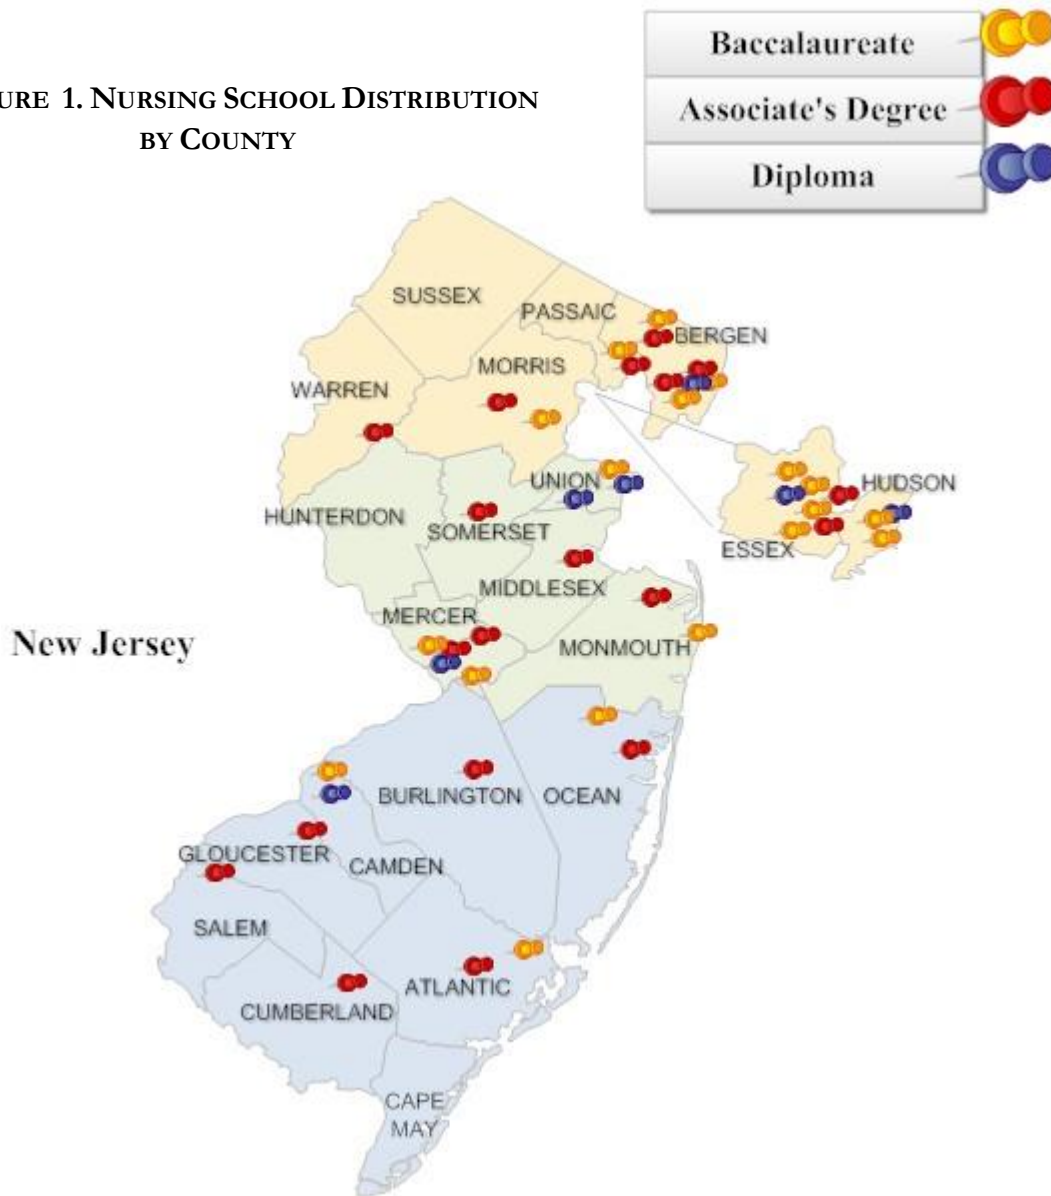 URE 1. NURSING SCHOOL DISTRIBUTION
BY COUNTY
Baccalaureate
Associate's Degree
Diploma
SUSSEX
PASSAIC
BERGEN
MORRIS
WARREN
UNION
HUDSON
HUNTERDON
SOMERSET
ESSEX
MIDDLESEX
MERCER
New Jersey
MONMOUTH
BURLINGTON
OCEAN
GLOUCESTER
CAMDEN
SALEM
ATLANTIC
CUMBERLAND
CAPE
MAY